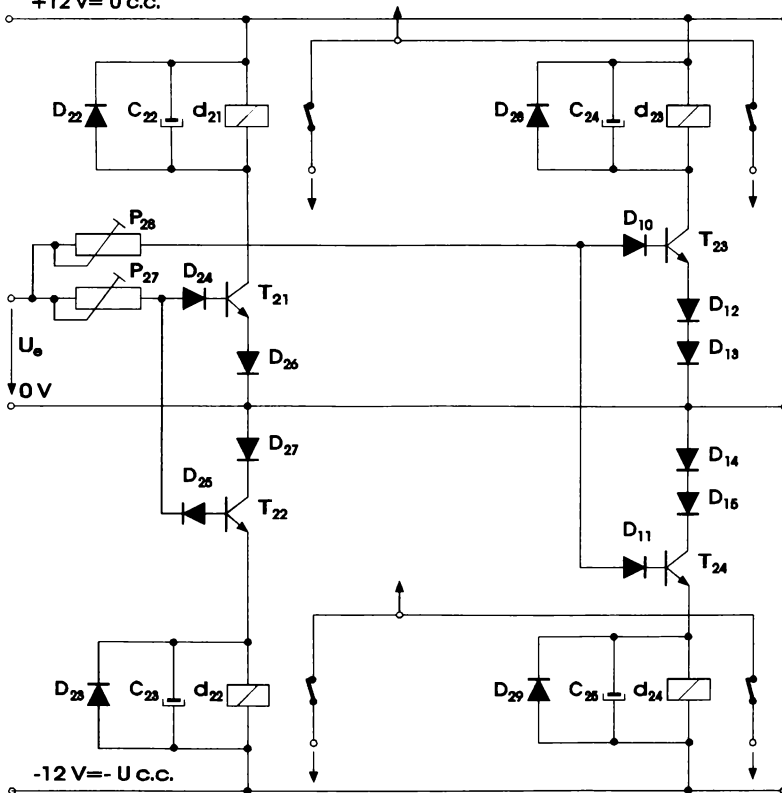 +12 V= U c.c.
D22 C22 d21
D28 C24 d23
P28
D10
T23
P27
D24
T21
D12
Ue
D26
D13
0 V
D27
D14
D25
T22
D15
D11
T24
D23 C23 d22
D29 C25 d24
-12 V=- U c.c.